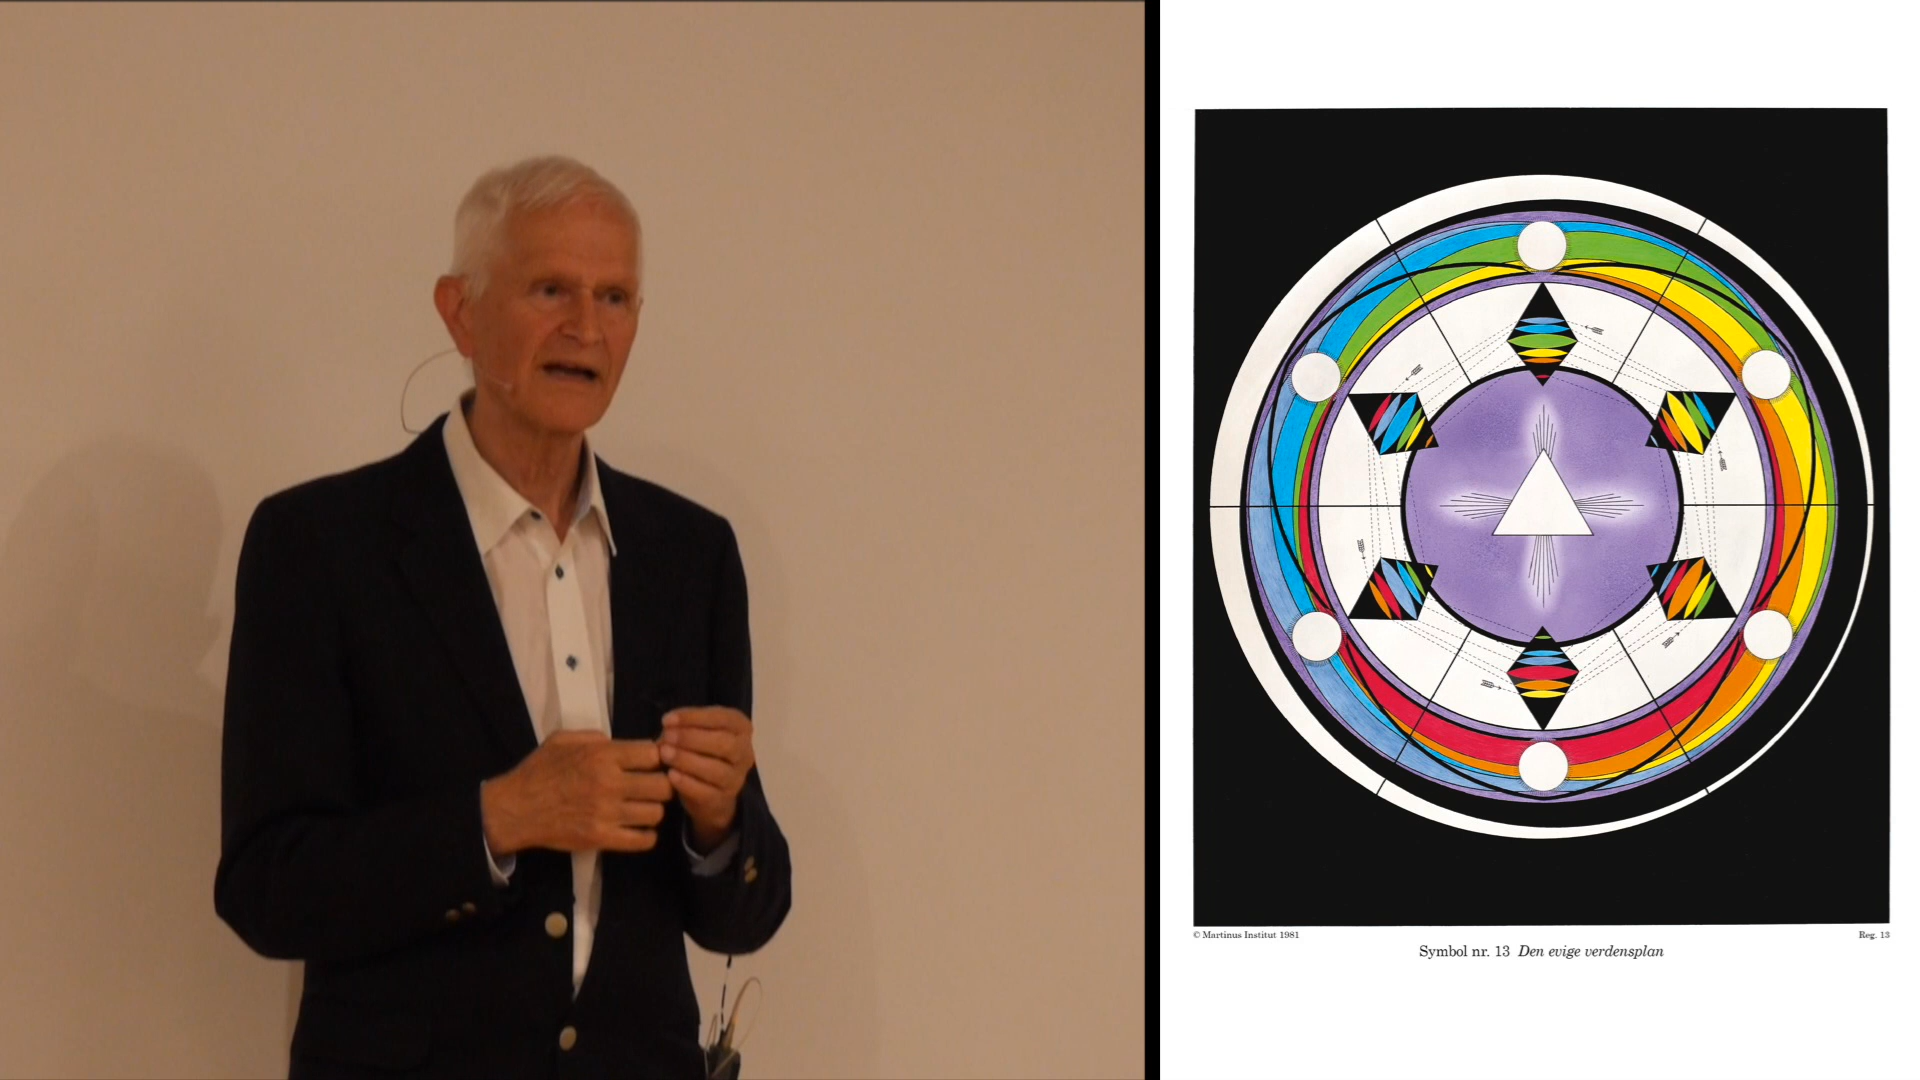 © Martinus Institut 1981
Reg. 13
Symbol nr. 13 Den evige verdensplan